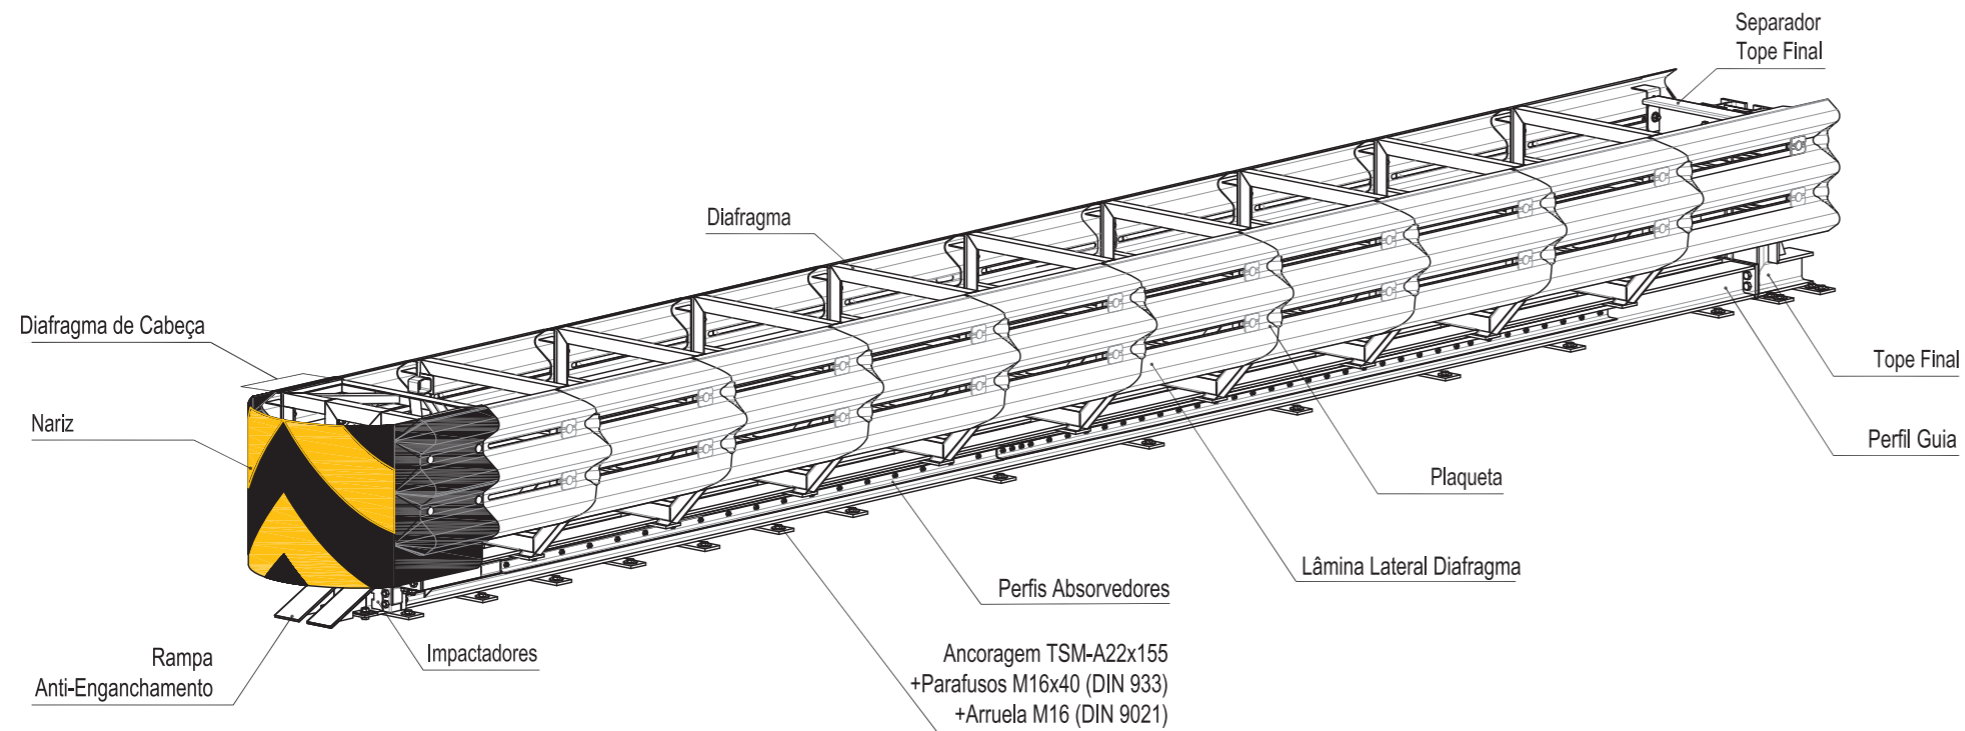 Separador
Tope Final
Diafragma
Diafragma de Cabeça
Nariz
Tope Final
Perfil Guia
Plaqueta
Lâmina Lateral Diafragma
Perfis Absorvedores
Ancoragem TSM-A22x155
+Parafusos M16x40 (DIN 933)
+Arruela M16 (DIN 9021)
Impactadores
Rampa
Anti-Enganchamento